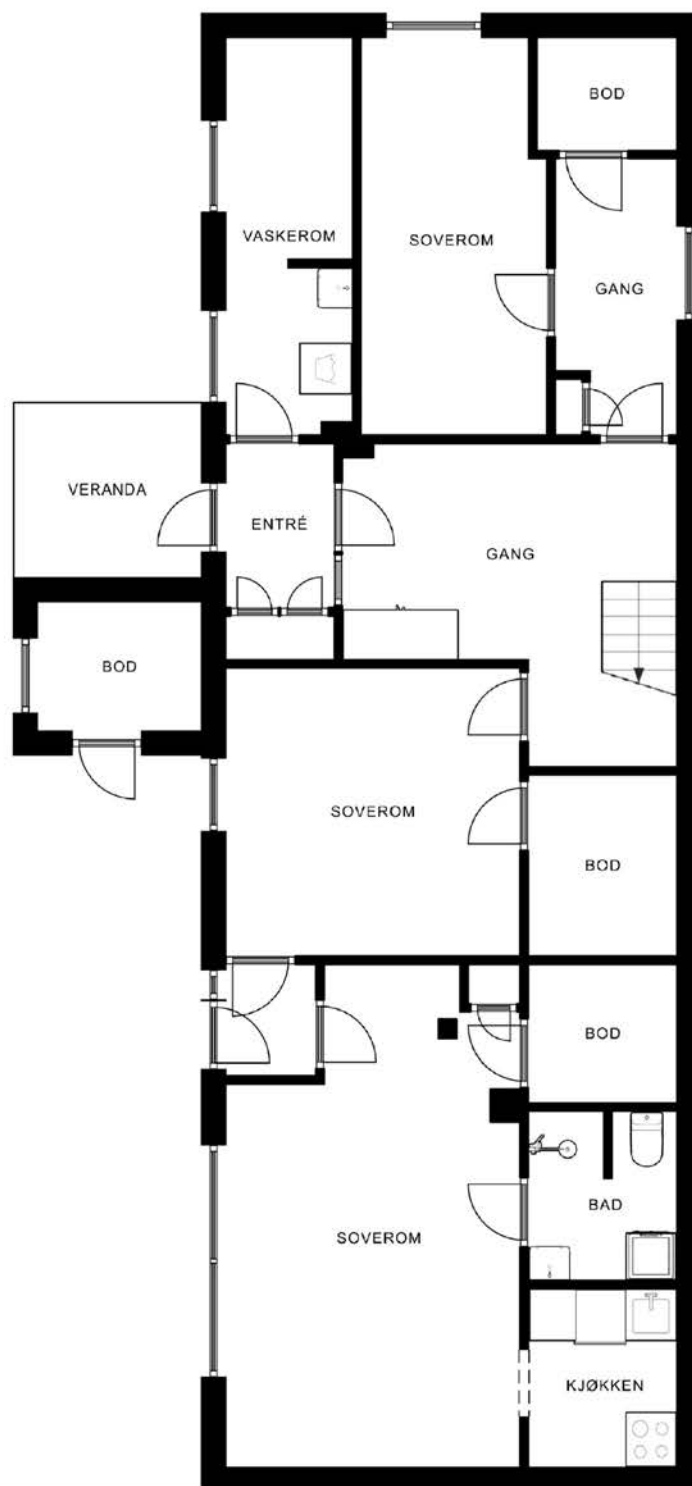 BOD
VASKEROM
SOVEROM
GANG
VERANDA
ENTRÉ
GANG
BOD
SOVEROM
BOD
BOD
BAD
SOVEROM
KJØKKEN